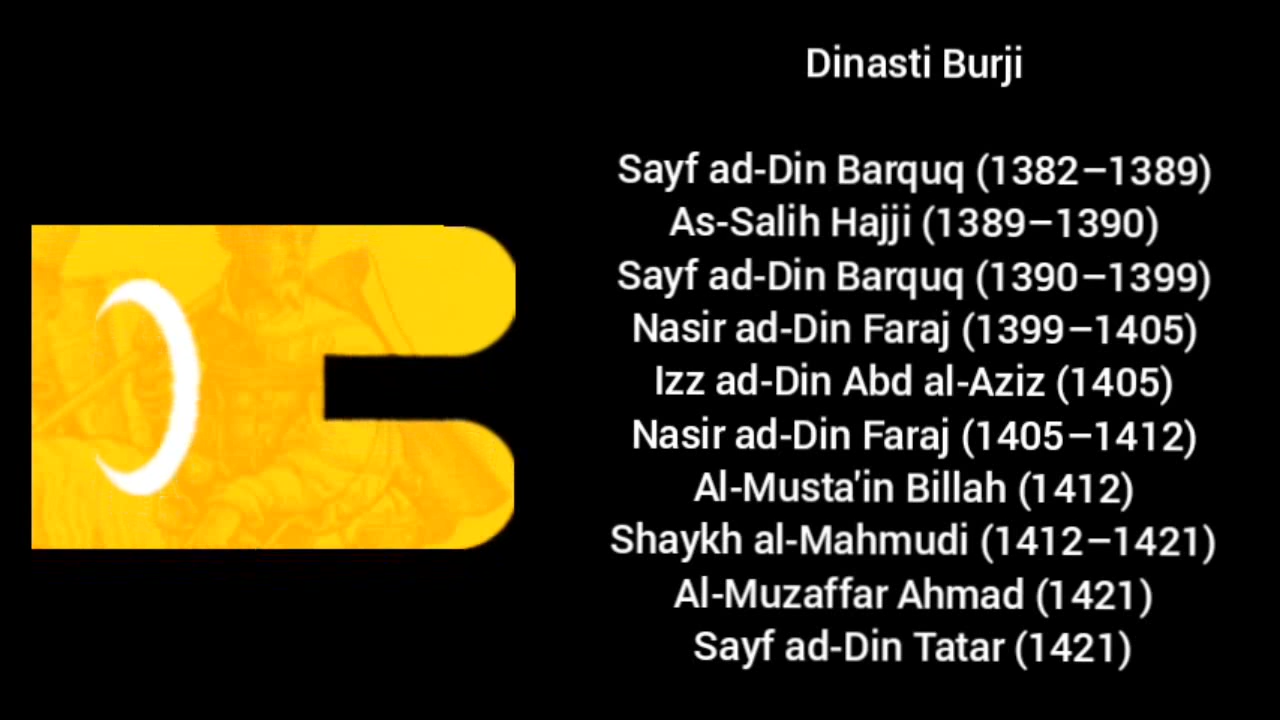 Dinasti Burji
Sayf ad-Din Barquq (1382–1389)
As-Salih Hajji (1389–1390)
Sayf ad-Din Barquq (1390–1399)
Nasir ad-Din Faraj (1399–1405)
Izz ad-Din Abd al-Aziz (1405)
Nasir ad-Din Faraj (1405–1412)
Al-Musta'in Billah (1412)
Shaykh al-Mahmudi (1412–1421)
Al-Muzaffar Ahmad (1421)
Sayf ad-Din Tatar (1421)